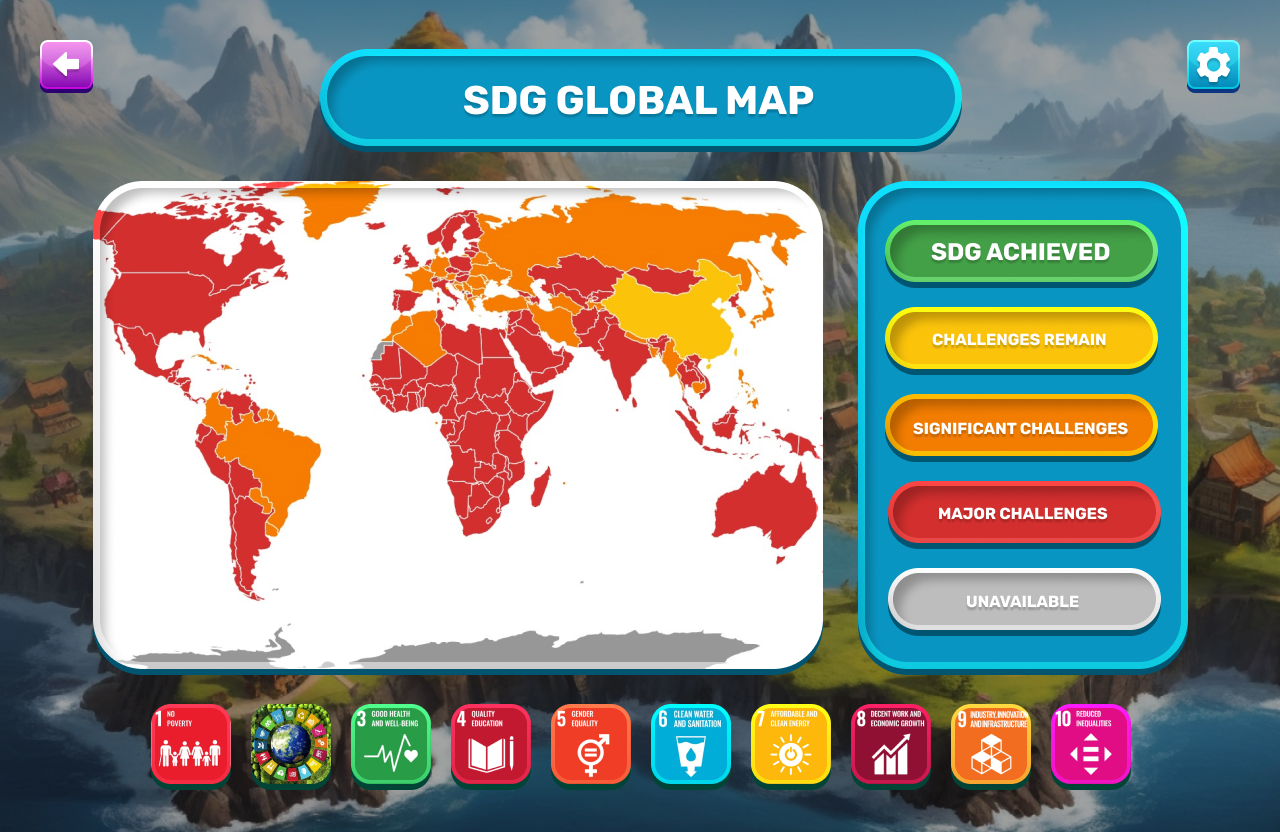 SDG GLOBAL MAP
SDG ACHIEVED
CHALLENGES REMAIN
SIGNIFICANT CHALLENGES
MAJOR CHALLENGES
UNAVAILABLE
1 NO
POVERTY
3 GOOD HEALTH
AND WELL-BEING
4 QUALITY
EDUCATION
5 GENDER
EQUALITY
6 CLEAN WATER
AND SANITATION
7 AFFORDABLE AND
CLEAN ENERGY
8 DECENT WORK AND
ECONOMIC GROWTH
9 INDUSTRY, INNOVATION
AND INFRASTRUCTURE
10 REDUCED
INEQUALITIES